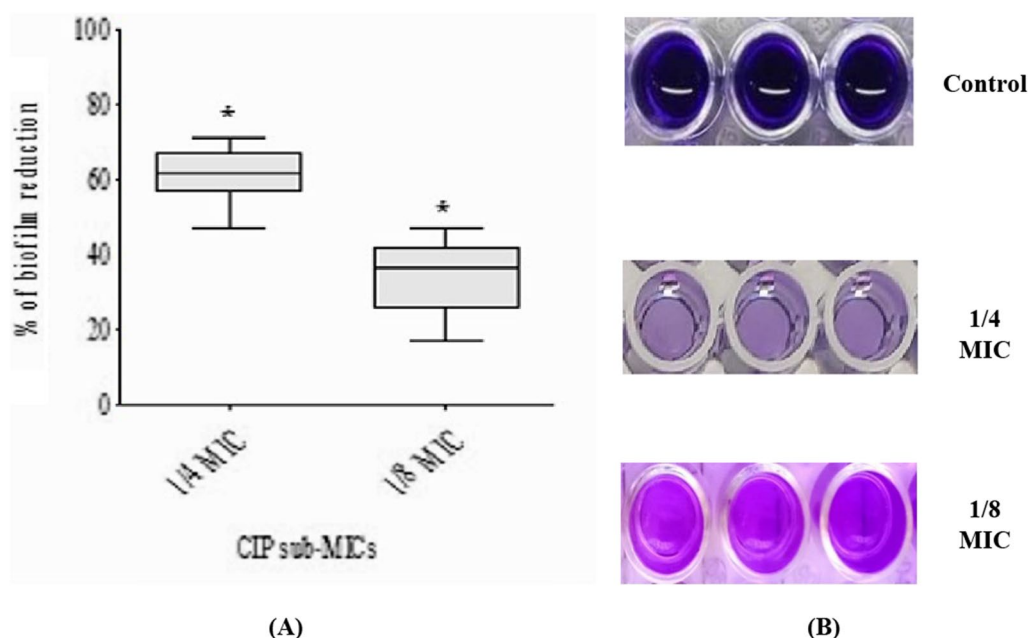 100
80
60
40
20
0
% of biofilm reduction
*
*
1/4 MIC
1/8 MIC
CIP sub-MICs
(A)
Control
1/4
MIC
1/8
MIC
(B)